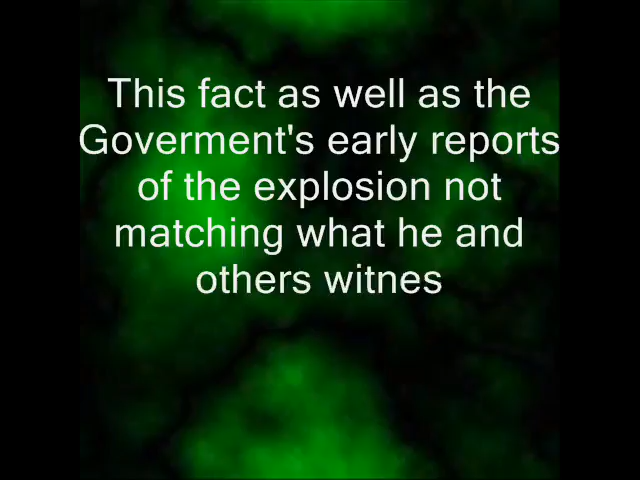 This fact as well as the
Goverment's early reports
of the explosion not
matching what he and
others witnes